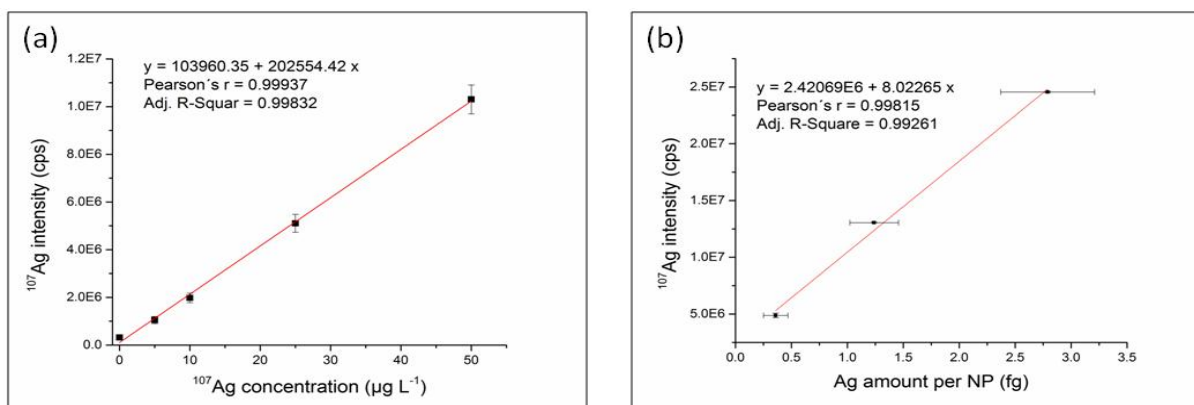 (a)
y = 103960.35 + 202554.42 x
Pearson´s r = 0.99937
Adj. R-Squar = 0.99832
1.2E7
1.0E7
8.0E6
6.0E6
4.0E6
2.0E6
0.0
¹⁰⁷Ag intensity (cps)
0 10 20 30 40 50
¹⁰⁷Ag concentration (µg L⁻¹)
(b)
y = 2.42069E6 + 8.02265 x
Pearson´s r = 0.99815
Adj. R-Square = 0.99261
2.5E7
2.0E7
1.5E7
1.0E7
5.0E6
¹⁰⁷Ag intensity (cps)
0.0 0.5 1.0 1.5 2.0 2.5 3.0 3.5
Ag amount per NP (fg)